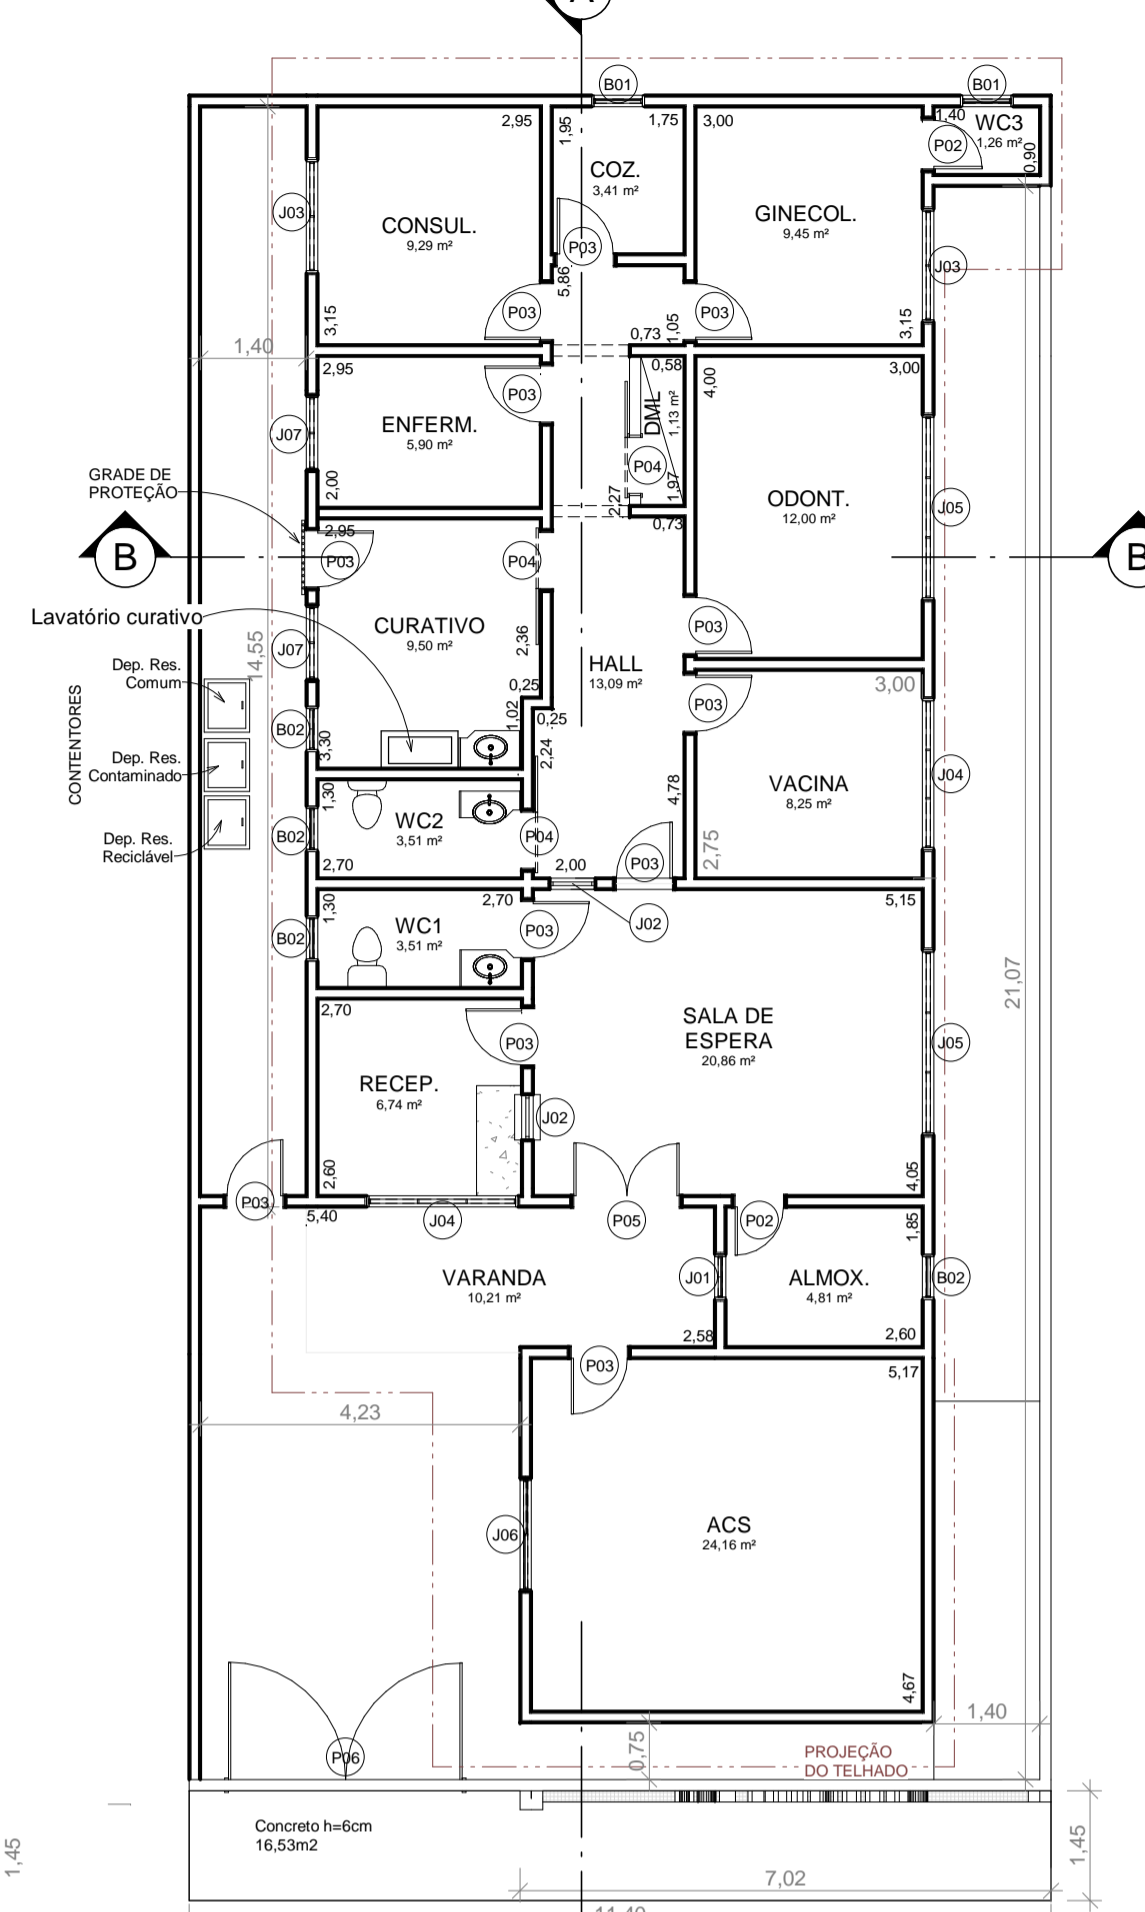 A
B01
B01
1,40
WC3
1,26 m²
0,90
P02
2,95
1,95
1,75
3,00
COZ.
3,41 m²
J03
CONSUL.
9,29 m²
GINECOL.
9,45 m²
P03
J03
5,86
3,15
P03
P03
0,73
1,05
3,15
1,40
2,95
0,58
4,00
3,00
P03
DML
1,13 m²
ENFERM.
5,90 m²
J07
P04
GRADE DE
PROTEÇÃO
2,00
2,27
1,97
0,73
ODONT.
12,00 m²
J05
B
2,95
P03
P04
B
Lavatório curativo
CURATIVO
9,50 m²
2,36
P03
14,55
J07
HALL
13,09 m²
Dep. Res.
Comum
0,25
3,00
CONTENTORES
1,02
0,25
P03
B02
3,30
2,24
Dep. Res.
Contaminado
J04
1,30
4,78
VACINA
8,25 m²
WC2
3,51 m²
B02
P04
Dep. Res.
Reciclável
2,70
2,00
P03
2,75
1,30
2,70
5,15
WC1
3,51 m²
J02
B02
P03
21,07
2,70
SALA DE
ESPERA
20,86 m²
P03
J05
RECEP.
6,74 m²
J02
2,60
4,05
P03
5,40
J04
P05
P02
1,85
VARANDA
10,21 m²
J01
ALMOX.
4,81 m²
B02
2,58
2,60
P03
5,17
4,23
ACS
24,16 m²
J06
4,67
1,40
0,75
P06
PROJEÇÃO
DO TELHADO
Concreto h=6cm
16,53m2
1,45
1,45
7,02
11,40